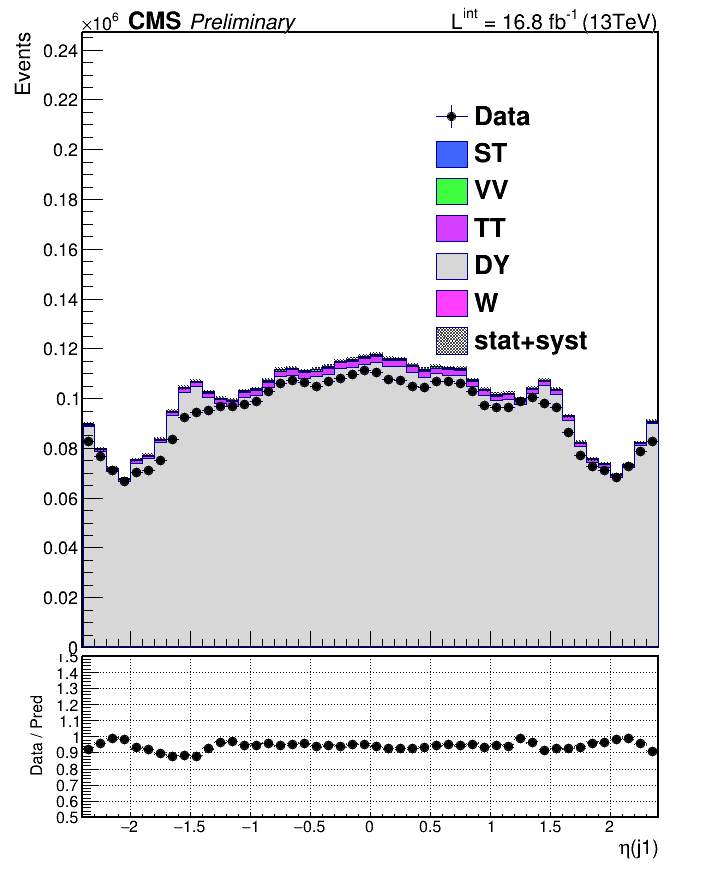 ×10⁶ CMS Preliminary L^int = 16.8 fb⁻¹ (13TeV)
Events
0.24
0.22
0.2
0.18
0.16
0.14
0.12
0.1
0.08
0.06
0.04
0.02
0
Data
ST
VV
TT
DY
W
stat+syst
Data / Pred
1.5
1.4
1.3
1.2
1.1
1
0.9
0.8
0.7
0.6
0.5
−2 −1.5 −1 −0.5 0 0.5 1 1.5 2
η(j1)